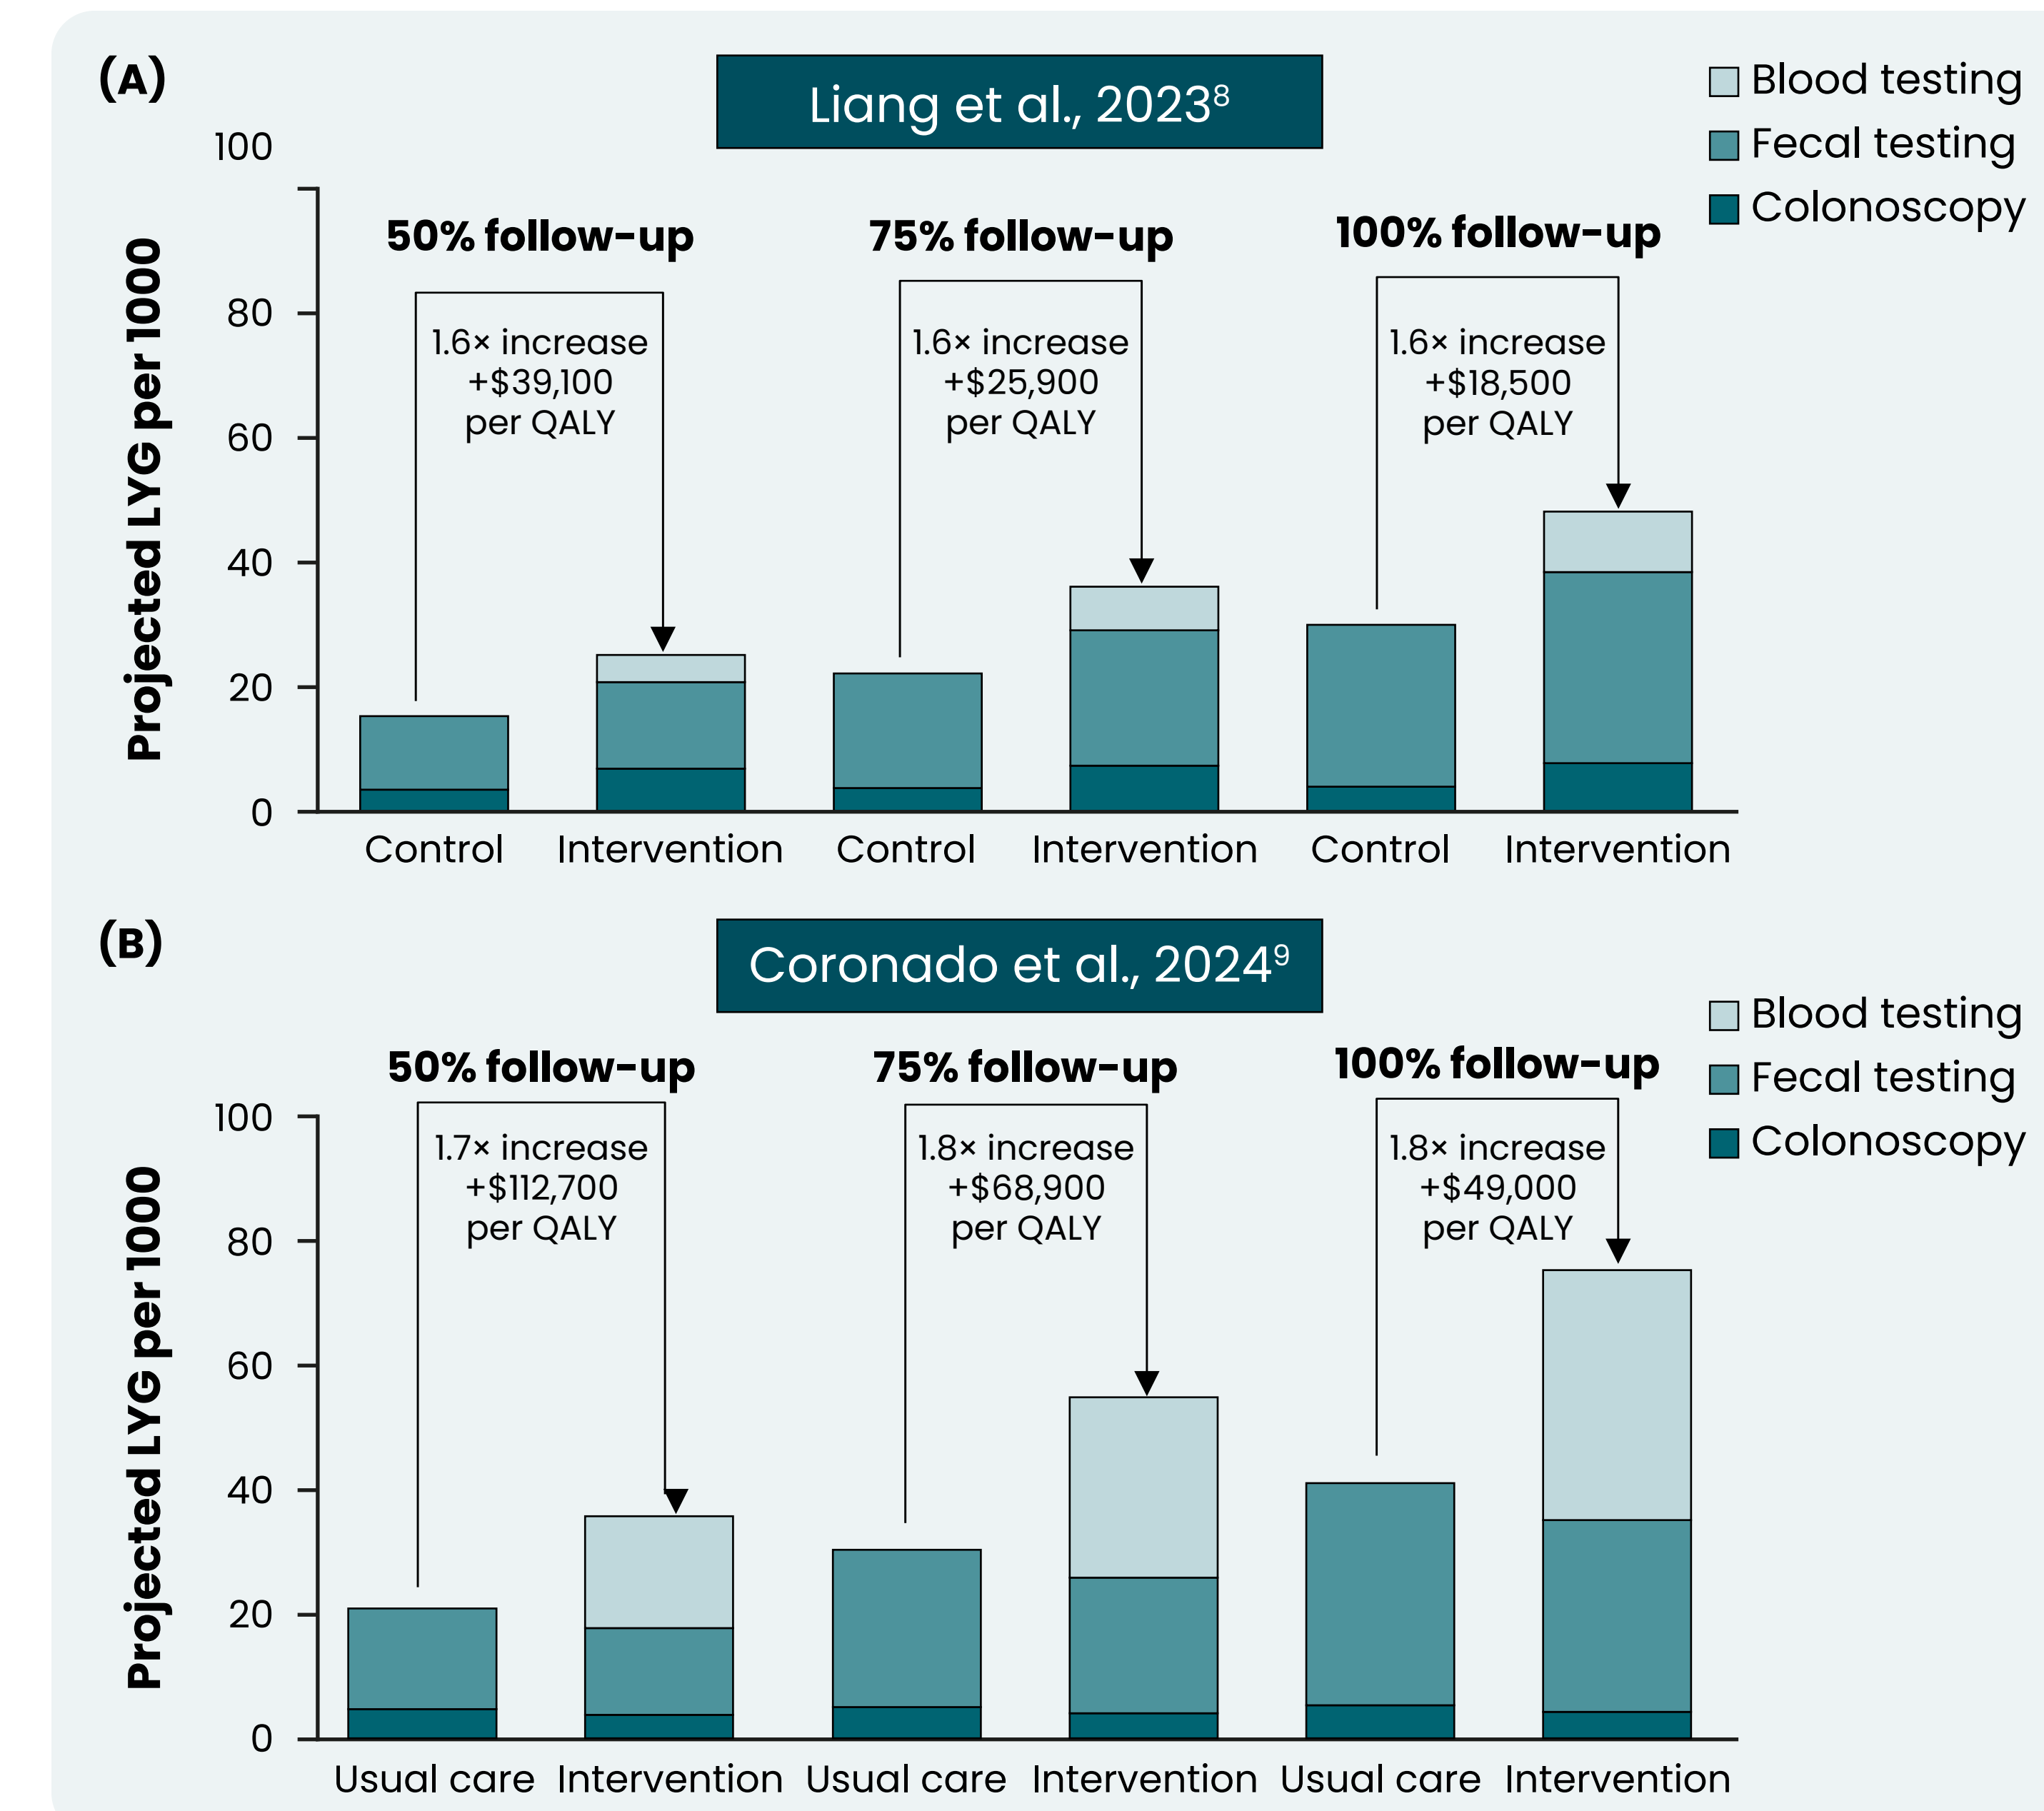 (A)
Liang et al., 2023⁸
Blood testing
Fecal testing
Colonoscopy
Projected LYG per 1000
100
80
60
40
20
0
50% follow-up
1.6× increase
+$39,100
per QALY
75% follow-up
1.6× increase
+$25,900
per QALY
100% follow-up
1.6× increase
+$18,500
per QALY
Control
Intervention
Control
Intervention
Control
Intervention
(B)
Coronado et al., 2024⁹
Blood testing
Fecal testing
Colonoscopy
Projected LYG per 1000
100
80
60
40
20
0
50% follow-up
1.7× increase
+$112,700
per QALY
75% follow-up
1.8× increase
+$68,900
per QALY
100% follow-up
1.8× increase
+$49,000
per QALY
Usual care
Intervention
Usual care
Intervention
Usual care
Intervention